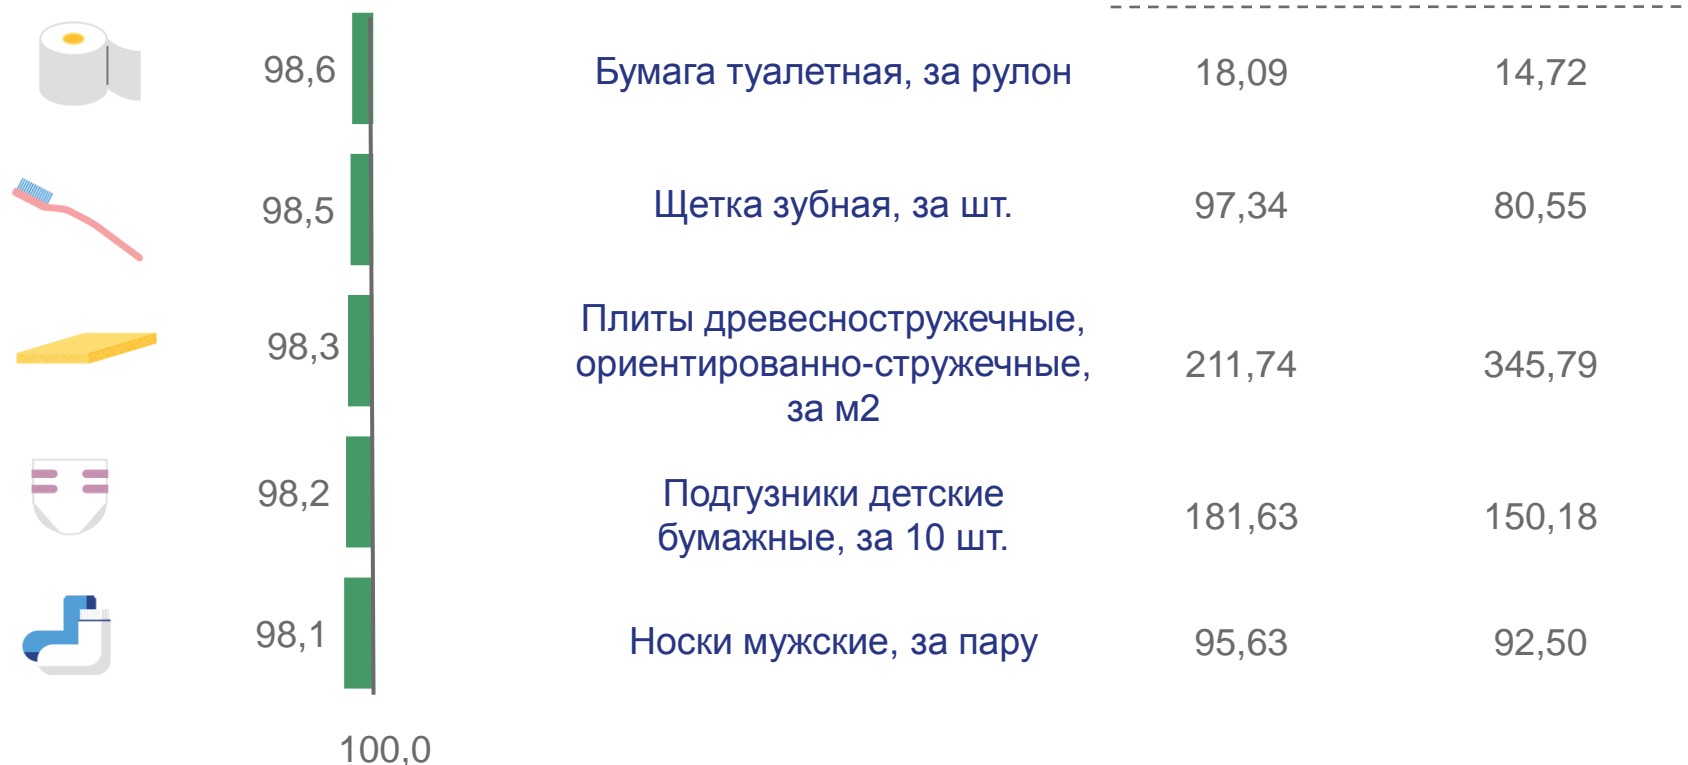 98,6 Бумага туалетная, за рулон 18,09 14,72
98,5 Щетка зубная, за шт. 97,34 80,55
Плиты древесностружечные,
98,3 ориентированно-стружечные, 211,74 345,79
за м2
98,2 Подгузники детские 181,63 150,18
бумажные, за 10 шт.
98,1 Носки мужские, за пару 95,63 92,50
100,0